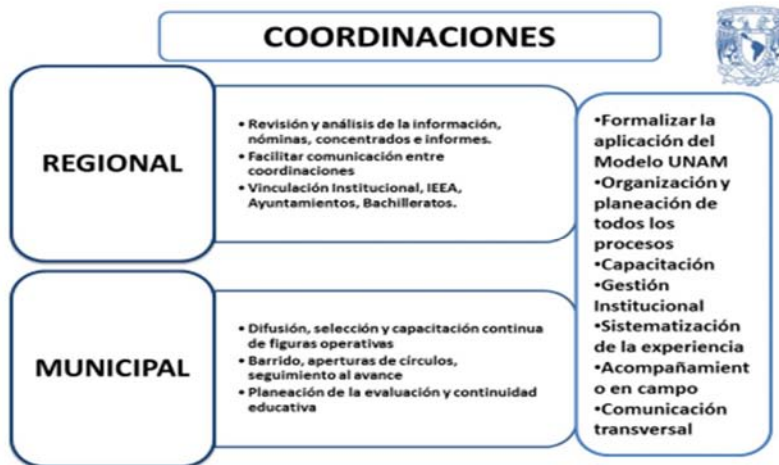 COORDINACIONES
REGIONAL
• Revisión y análisis de la información,
nóminas, concentrados e informes.
• Facilitar comunicación entre
coordinaciones
• Vinculación Institucional, IEEA,
Ayuntamientos, Bachilleratos.
MUNICIPAL
• Difusión, selección y capacitación continua
de figuras operativas
• Barrido, aperturas de círculos,
seguimiento al avance
• Planeación de la evaluación y continuidad
educativa
•Formalizar la
aplicación del
Modelo UNAM
•Organización y
planeación de
todos los
procesos
•Capacitación
•Gestión
Institucional
•Sistematización
de la experiencia
•Acompañamient
o en campo
•Comunicación
transversal